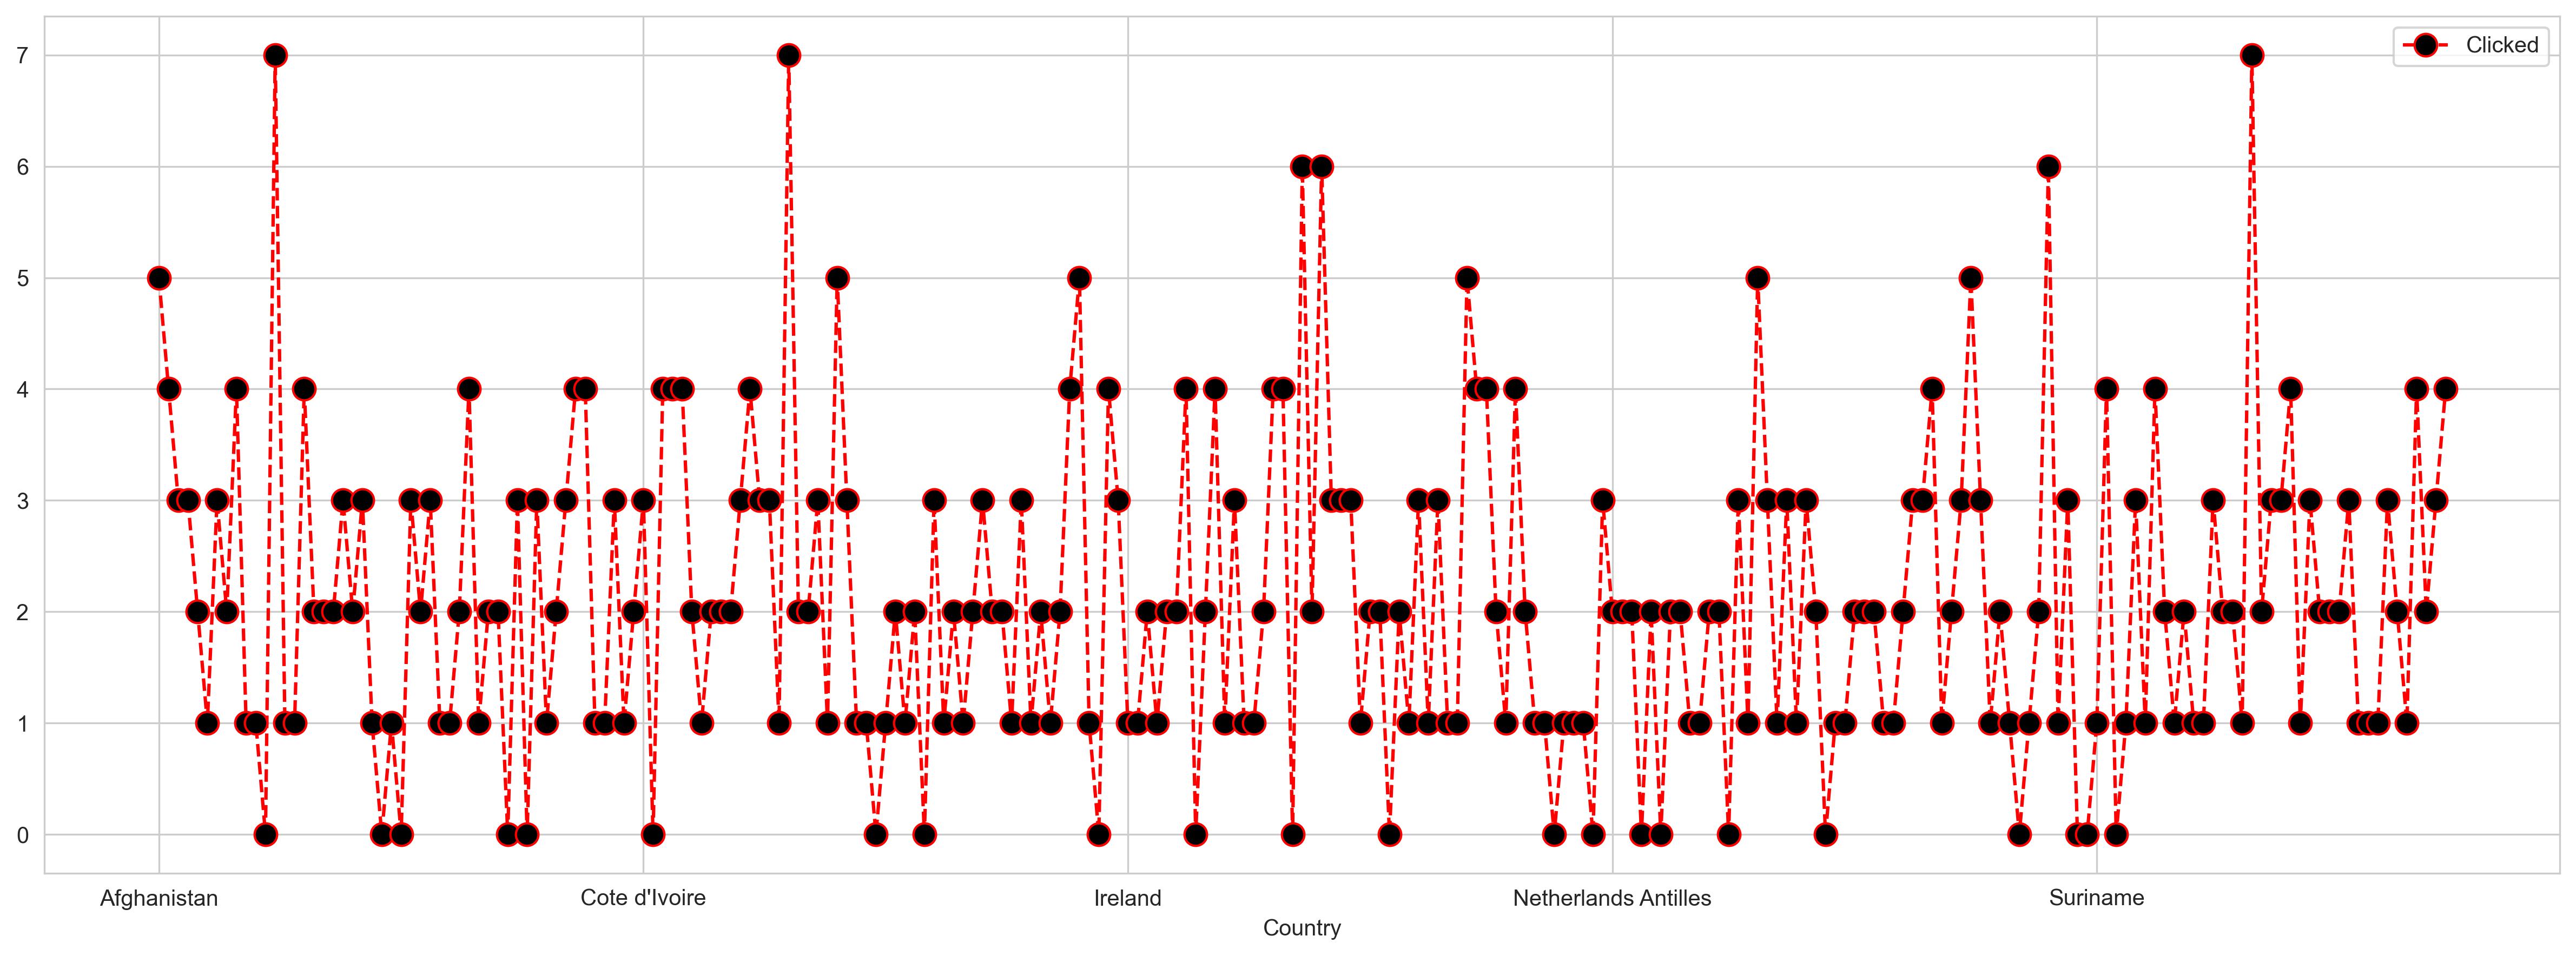 7
Clicked
6
5
4
3
2
1
0
Afghanistan Cote d'Ivoire Ireland Netherlands Antilles Suriname
Country